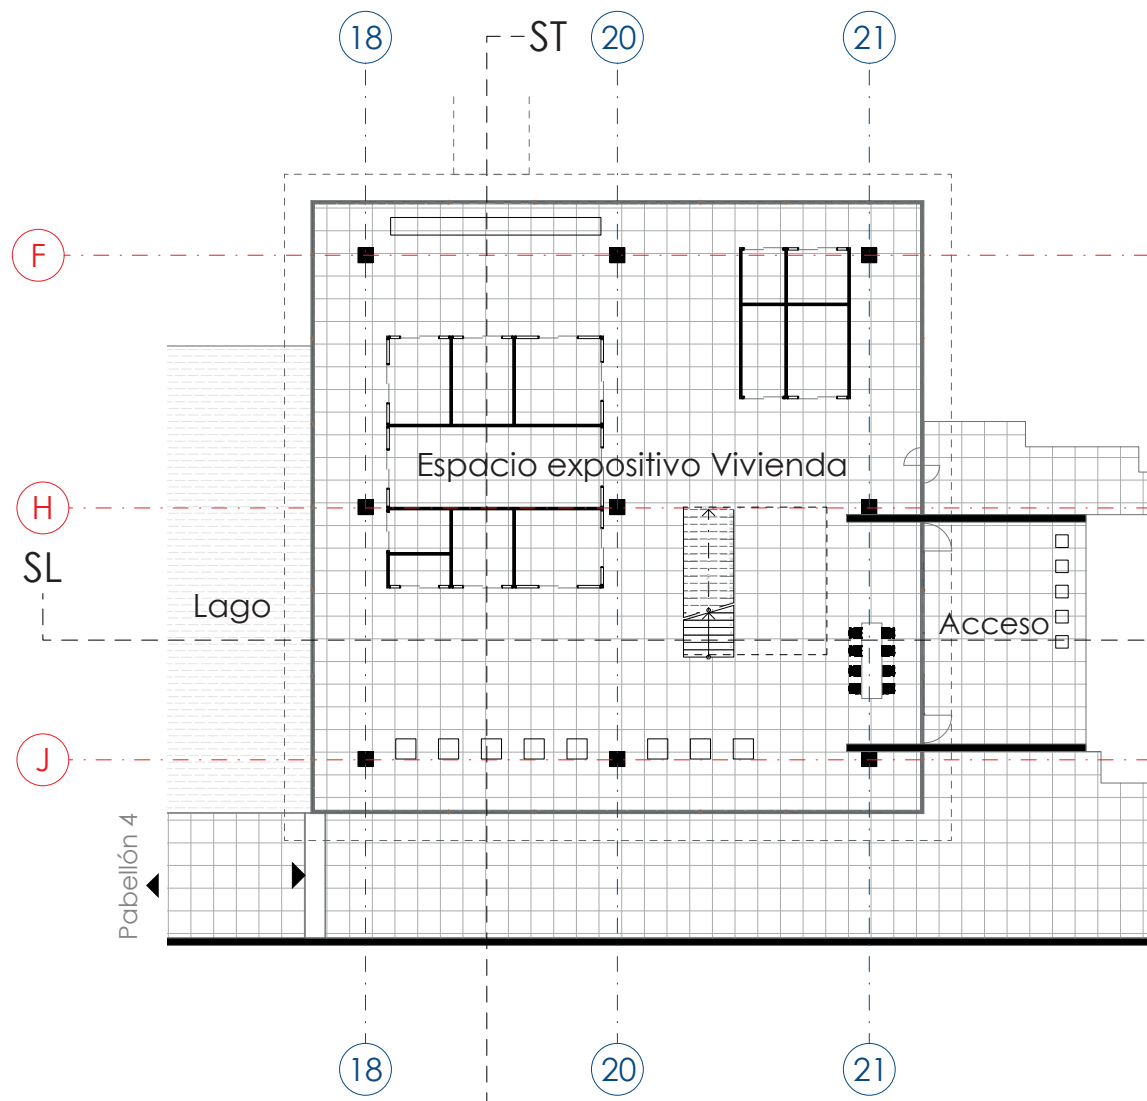 18
ST
20
21
F
Espacio expositivo Vivienda
H
SL
Lago
Acceso
J
Pabellón 4
18
20
21